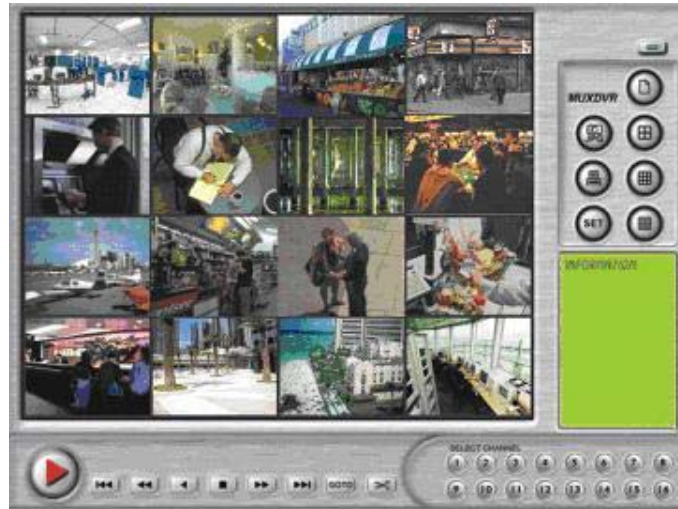 MUXDVR
SET
INFORMATION
SELECT CHANNEL
1 2 3 4 5 6 7 8
GOTO
9 10 11 12 13 14 15 16